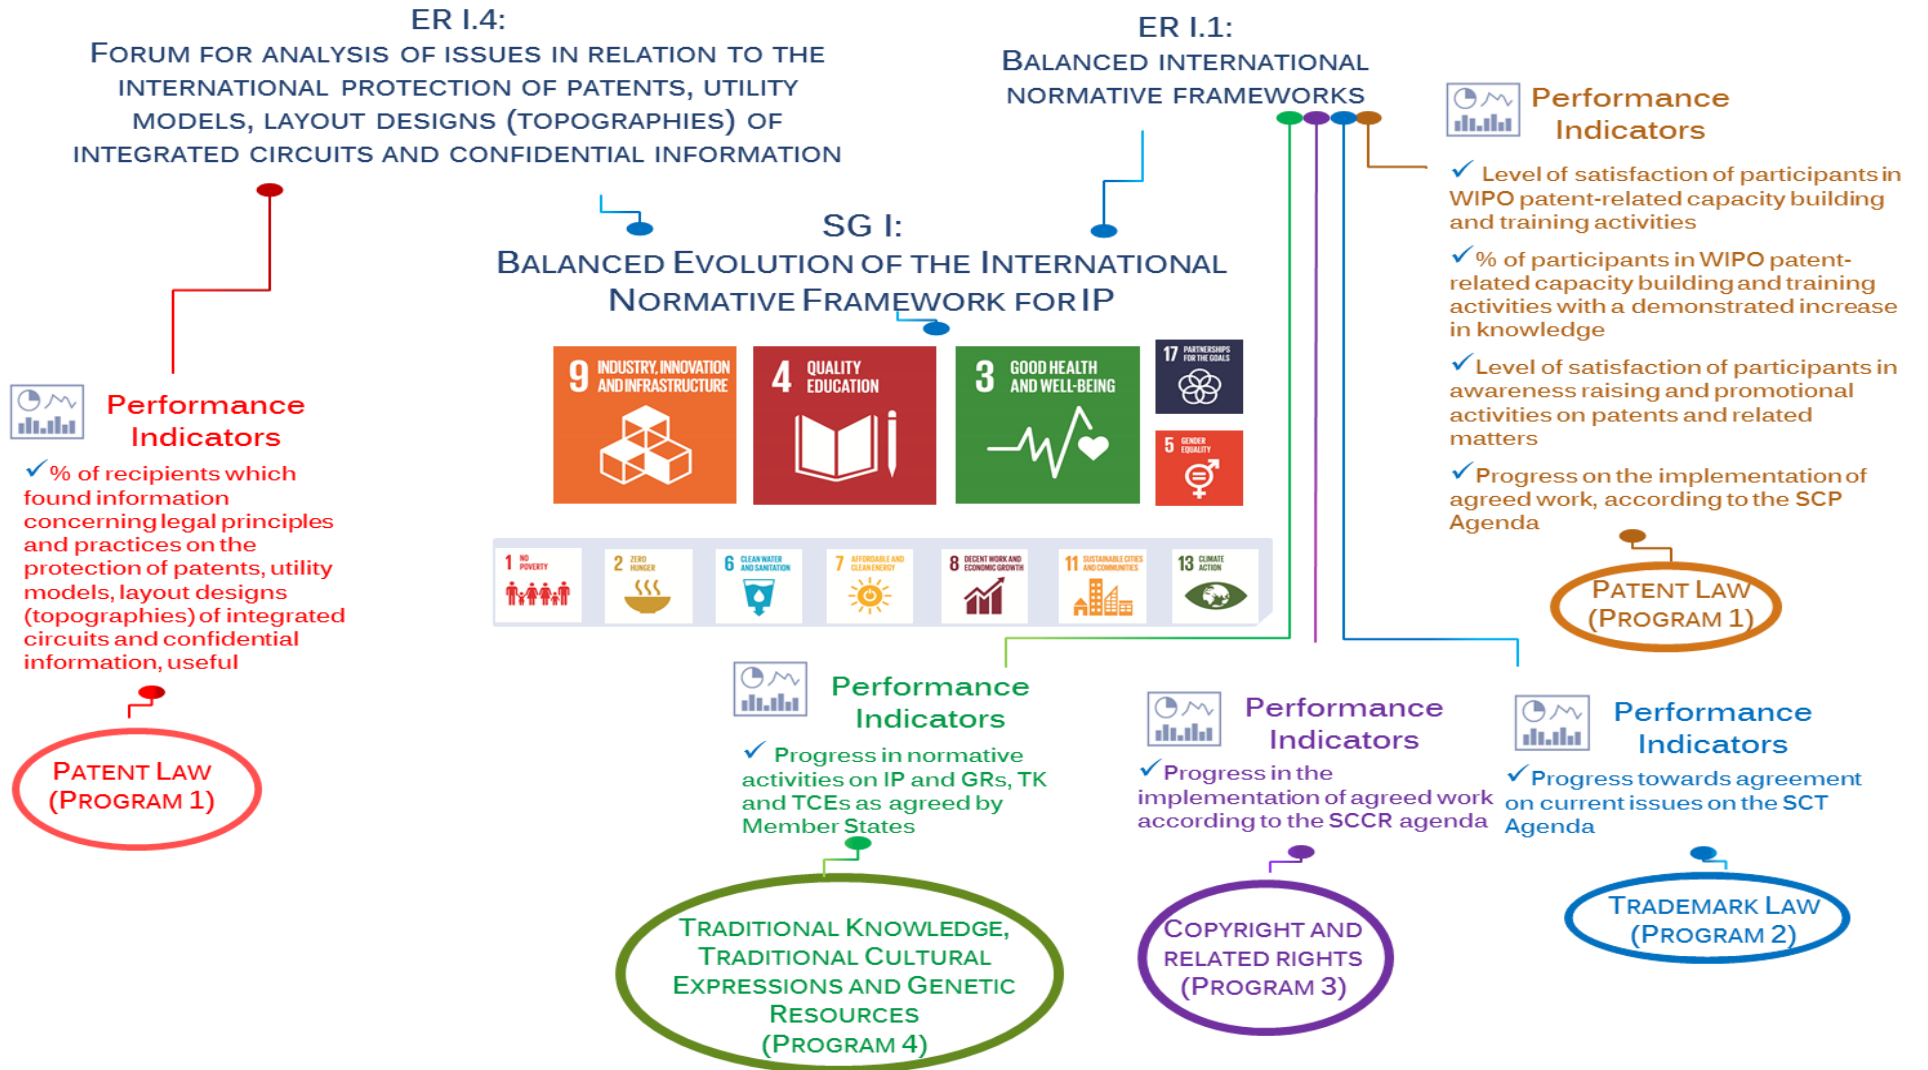 ER I.4:
FORUM FOR ANALYSIS OF ISSUES IN RELATION TO THE
INTERNATIONAL PROTECTION OF PATENTS, UTILITY
MODELS, LAYOUT DESIGNS (TOPOGRAPHIES) OF
INTEGRATED CIRCUITS AND CONFIDENTIAL INFORMATION
ER I.1:
BALANCED INTERNATIONAL
NORMATIVE FRAMEWORKS
SG I:
BALANCED EVOLUTION OF THE INTERNATIONAL
NORMATIVE FRAMEWORK FOR IP
9 INDUSTRY, INNOVATION
AND INFRASTRUCTURE
4 QUALITY
EDUCATION
3 GOOD HEALTH
AND WELL-BEING
17 PARTNERSHIPS
FOR THE GOALS
5 GENDER
EQUALITY
1 NO
POVERTY
2 ZERO
HUNGER
6 CLEAN WATER
AND SANITATION
7 AFFORDABLE AND
CLEAN ENERGY
8 DECENT WORK AND
ECONOMIC GROWTH
11 SUSTAINABLE CITIES
AND COMMUNITIES
13 CLIMATE
ACTION
Performance
Indicators
✓% of recipients which
found information
concerning legal principles
and practices on the
protection of patents, utility
models, layout designs
(topographies) of integrated
circuits and confidential
information, useful
PATENT LAW
(PROGRAM 1)
Performance
Indicators
✓ Level of satisfaction of participants in
WIPO patent-related capacity building
and training activities
✓% of participants in WIPO patent-
related capacity building and training
activities with a demonstrated increase
in knowledge
✓Level of satisfaction of participants in
awareness raising and promotional
activities on patents and related
matters
✓Progress on the implementation of
agreed work, according to the SCP
Agenda
PATENT LAW
(PROGRAM 1)
Performance
Indicators
✓ Progress in normative
activities on IP and GRs, TK
and TCEs as agreed by
Member States
TRADITIONAL KNOWLEDGE,
TRADITIONAL CULTURAL
EXPRESSIONS AND GENETIC
RESOURCES
(PROGRAM 4)
Performance
Indicators
✓Progress in the
implementation of agreed work
according to the SCCR agenda
COPYRIGHT AND
RELATED RIGHTS
(PROGRAM 3)
Performance
Indicators
✓Progress towards agreement
on current issues on the SCT
Agenda
TRADEMARK LAW
(PROGRAM 2)